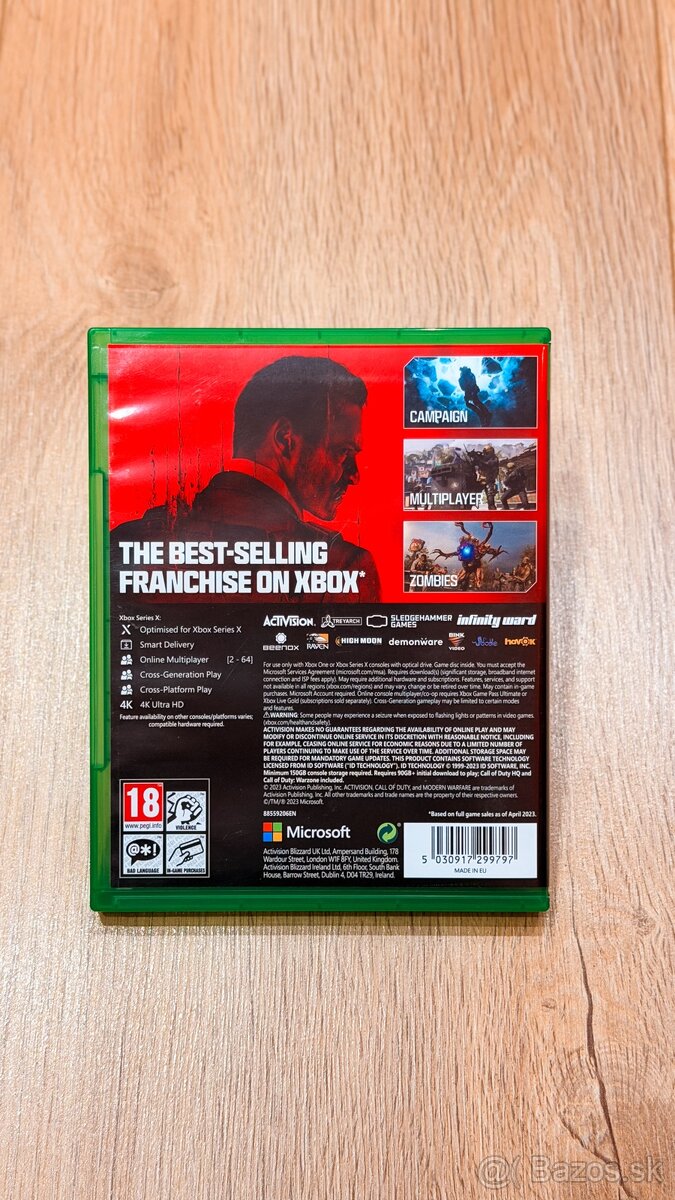 CAMPAIGN
MULTIPLAYER
ZOMBIES
THE BEST-SELLING
FRANCHISE ON XBOX*
Xbox Series X:
Optimised for Xbox Series X
Smart Delivery
Online Multiplayer [2 - 64]
Cross-Generation Play
Cross-Platform Play
4K 4K Ultra HD
Feature availability on other consoles/platforms varies;
compatible hardware required.
ACTIVISION. TREYARCH SLEDGEHAMMER GAMES infinity ward
BEENOX RAVEN HIGH MOON demonware BINK VIDEO havok
For use only with Xbox One or Xbox Series X consoles with optical drive. Game disc inside. You must accept the
Microsoft Services Agreement (microsoft.com/msa). Requires download(s) (significant storage, broadband internet
connection and ISP fees apply). May require additional hardware and subscriptions. Features, services, and support
not available in all regions (xbox.com/regions) and may vary, change or be retired over time. May contain in-
game purchases. Microsoft Account required. Online console multiplayer/co-op requires Xbox Game Pass Ultimate or
Xbox Live Gold (subscriptions sold separately). Cross-Generation gameplay may be limited to certain modes
and features.
⚠WARNING: Some people may experience a seizure when exposed to flashing lights or patterns in video games.
(xbox.com/healthandsafety).
ACTIVISION MAKES NO GUARANTEES REGARDING THE AVAILABILITY OF ONLINE PLAY AND MAY
MODIFY OR DISCONTINUE ONLINE SERVICE IN ITS DISCRETION WITH REASONABLE NOTICE, INCLUDING
FOR EXAMPLE, CEASING ONLINE SERVICE FOR ECONOMIC REASONS DUE TO A LIMITED NUMBER OF
PLAYERS CONTINUING TO MAKE USE OF THE SERVICE OVER TIME. ADDITIONAL STORAGE SPACE MAY
BE REQUIRED FOR MANDATORY GAME UPDATES. THIS PRODUCT CONTAINS SOFTWARE TECHNOLOGY
LICENSED FROM ID SOFTWARE ("ID TECHNOLOGY"). ID TECHNOLOGY © 1999-2023 ID SOFTWARE, INC.
Minimum 150GB console storage required. Requires 90GB+ initial download to play; Call of Duty HQ and
Call of Duty: Warzone included.
© 2023 Activision Publishing, Inc. ACTIVISION, CALL OF DUTY, and MODERN WARFARE are trademarks of
Activision Publishing, Inc. All other trademarks and trade names are the property of their respective owners.
©/TM/® 2023 Microsoft.
88559206EN
*Based on full game sales as of April 2023.
18
www.pegi.info
VIOLENCE
@*!
BAD LANGUAGE
IN-GAME PURCHASES
Microsoft
Activision Blizzard UK Ltd, Ampersand Building, 178
Wardour Street, London W1F 8FY, United Kingdom.
Activision Blizzard Ireland Ltd, 6th Floor, South Bank
House, Barrow Street, Dublin 4, D04 TR29, Ireland.
5 030917 299797
MADE IN EU
@( Bazos.sk